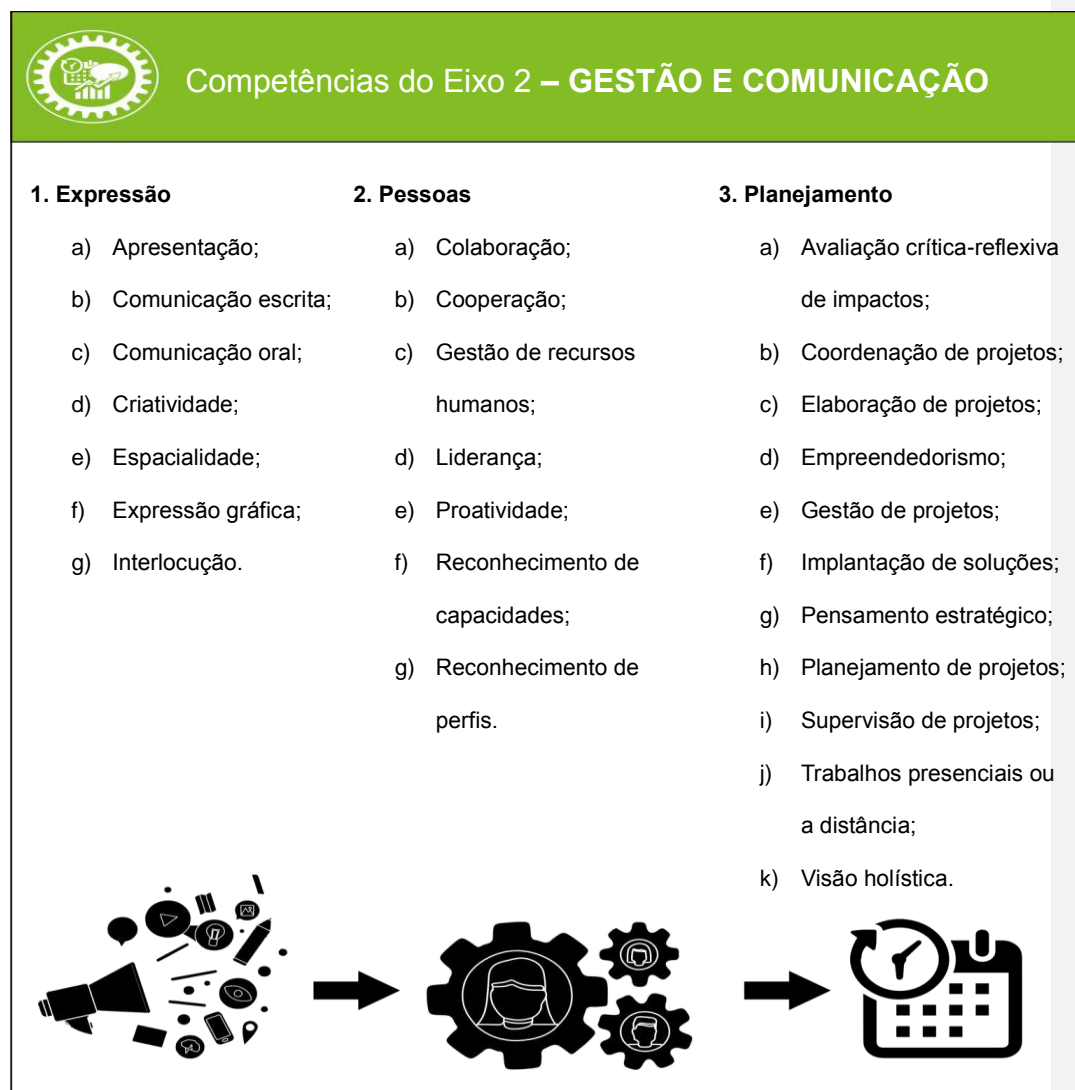 Competências do Eixo 2 – GESTÃO E COMUNICAÇÃO
1. Expressão
a) Apresentação;
b) Comunicação escrita;
c) Comunicação oral;
d) Criatividade;
e) Espacialidade;
f) Expressão gráfica;
g) Interlocução.
2. Pessoas
a) Colaboração;
b) Cooperação;
c) Gestão de recursos
humanos;
d) Liderança;
e) Proatividade;
f) Reconhecimento de
capacidades;
g) Reconhecimento de
perfis.
3. Planejamento
a) Avaliação crítica-reflexiva
de impactos;
b) Coordenação de projetos;
c) Elaboração de projetos;
d) Empreendedorismo;
e) Gestão de projetos;
f) Implantação de soluções;
g) Pensamento estratégico;
h) Planejamento de projetos;
i) Supervisão de projetos;
j) Trabalhos presenciais ou
a distância;
k) Visão holística.